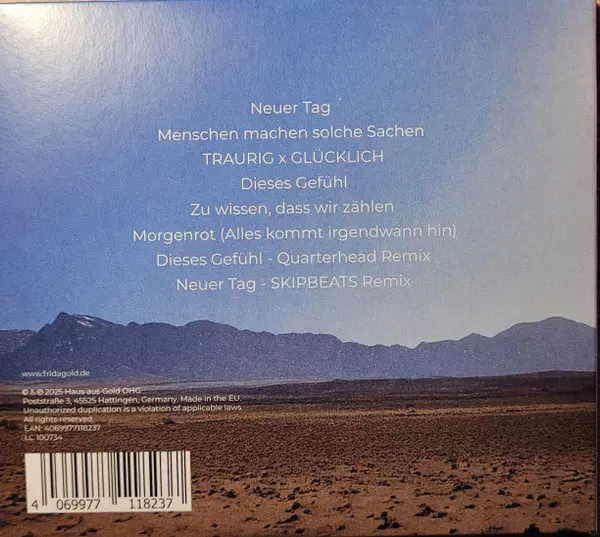 Neuer Tag
Menschen machen solche Sachen
TRAURIG x GLÜCKLICH
Dieses Gefühl
Zu wissen, dass wir zählen
Morgenrot (Alles kommt irgendwann hin)
Dieses Gefühl - Quarterhead Remix
Neuer Tag - SKIPBEATS Remix
www.fridagold.de
© & ℗ 2025 Haus aus Gold OHG
Poststraße 3, 45525 Hattingen, Germany. Made in the EU.
Unauthorized duplication is a violation of applicable laws.
All rights reserved.
EAN: 4069977118237
LC 100734
4 069977 118237